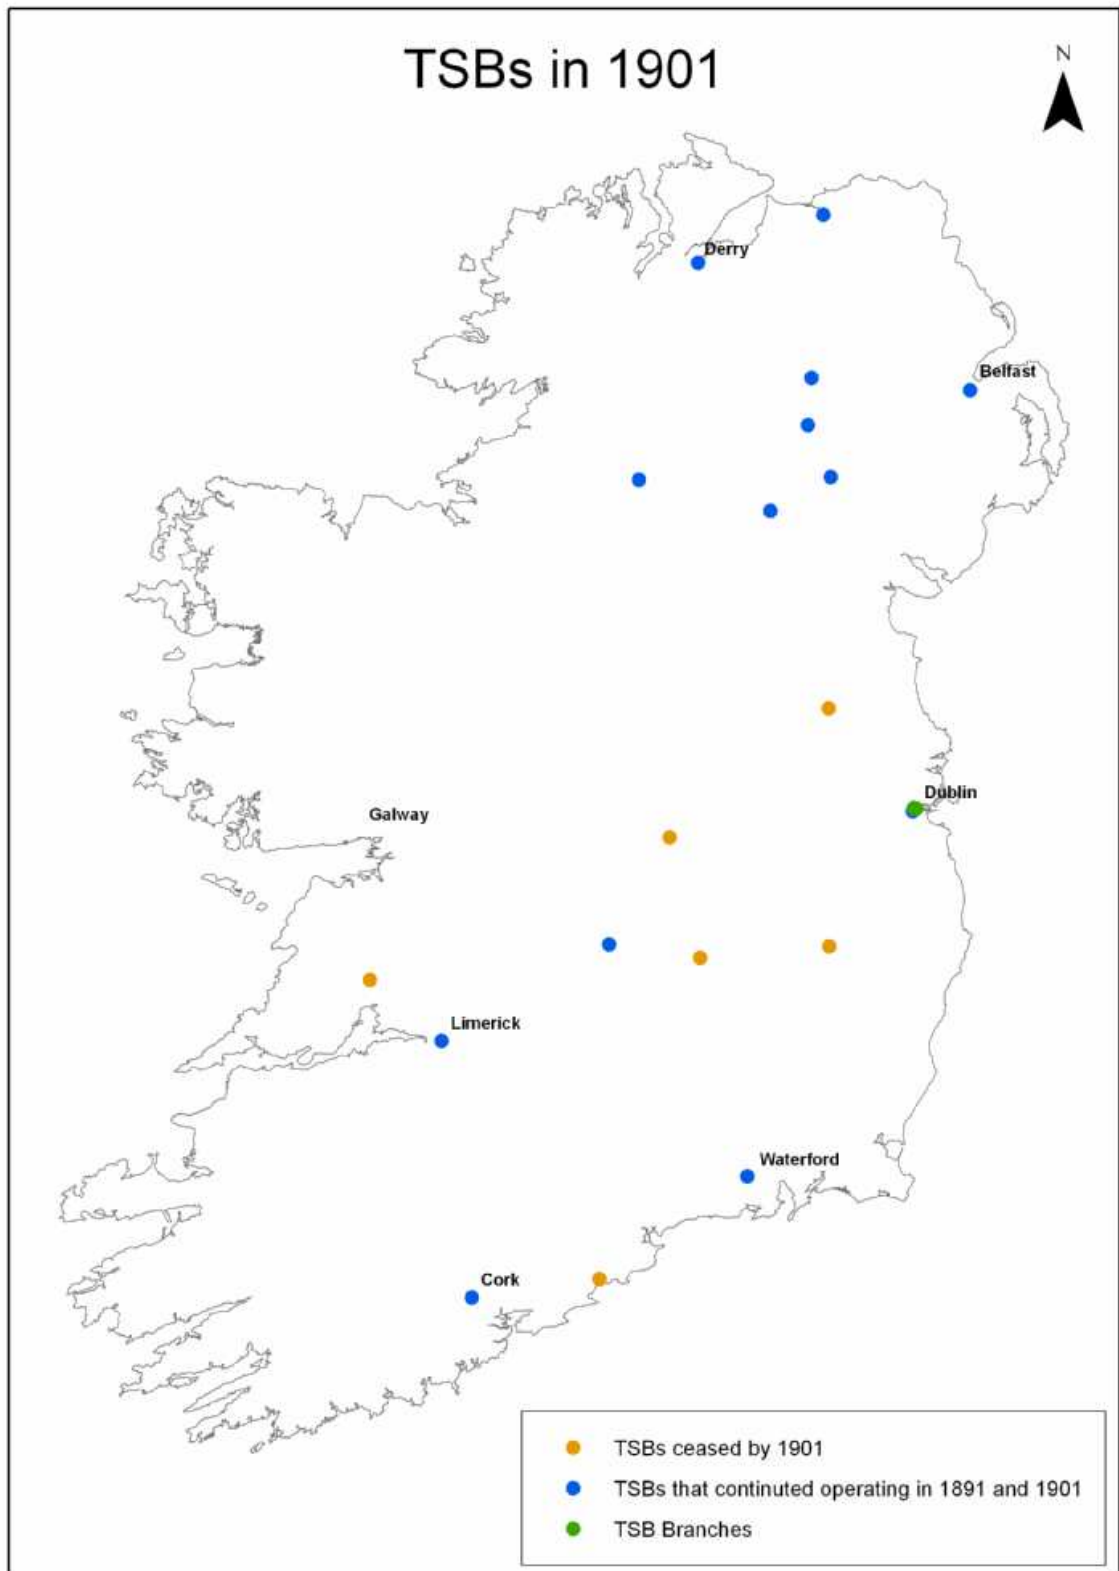 TSBs in 1901
N
Derry
Belfast
Dublin
Galway
Limerick
Waterford
Cork
TSBs ceased by 1901
TSBs that continuted operating in 1891 and 1901
TSB Branches